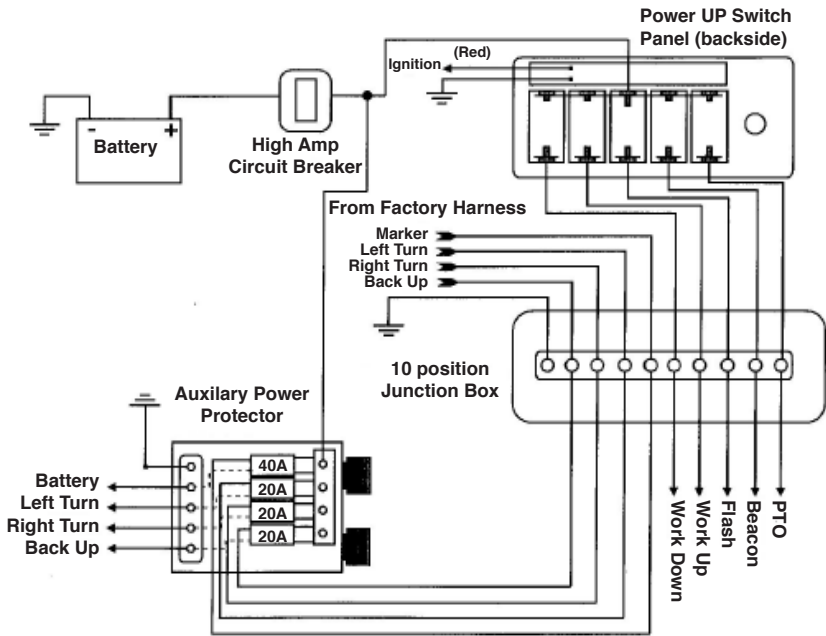 Power UP Switch
Panel (backside)
(Red)
Ignition
Battery
- +
High Amp
Circuit Breaker
From Factory Harness
Marker
Left Turn
Right Turn
Back Up
10 position
Junction Box
Auxilary Power
Protector
40A
20A
20A
20A
Battery
Left Turn
Right Turn
Back Up
Work Down
Work Up
Flash
Beacon
PTO